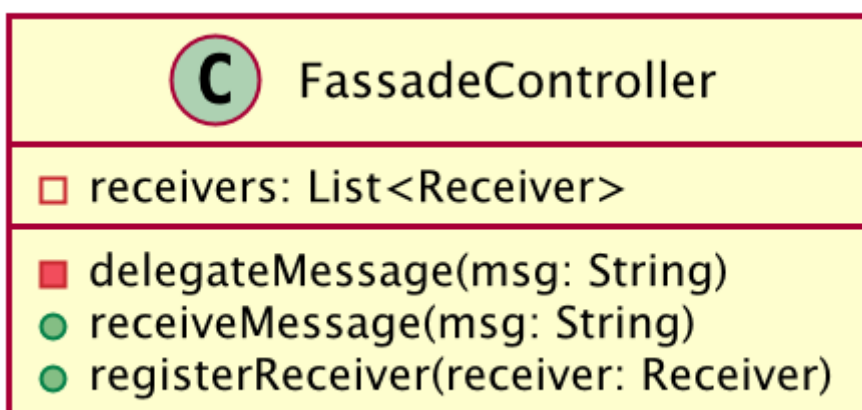 C FassadeController
receivers: List<Receiver>
delegateMessage(msg: String)
receiveMessage(msg: String)
registerReceiver(receiver: Receiver)